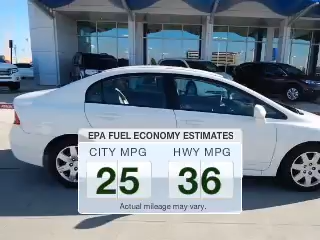 EPA FUEL ECONOMY ESTIMATES
CITY MPG HWY MPG
25 36
Actual mileage may vary.